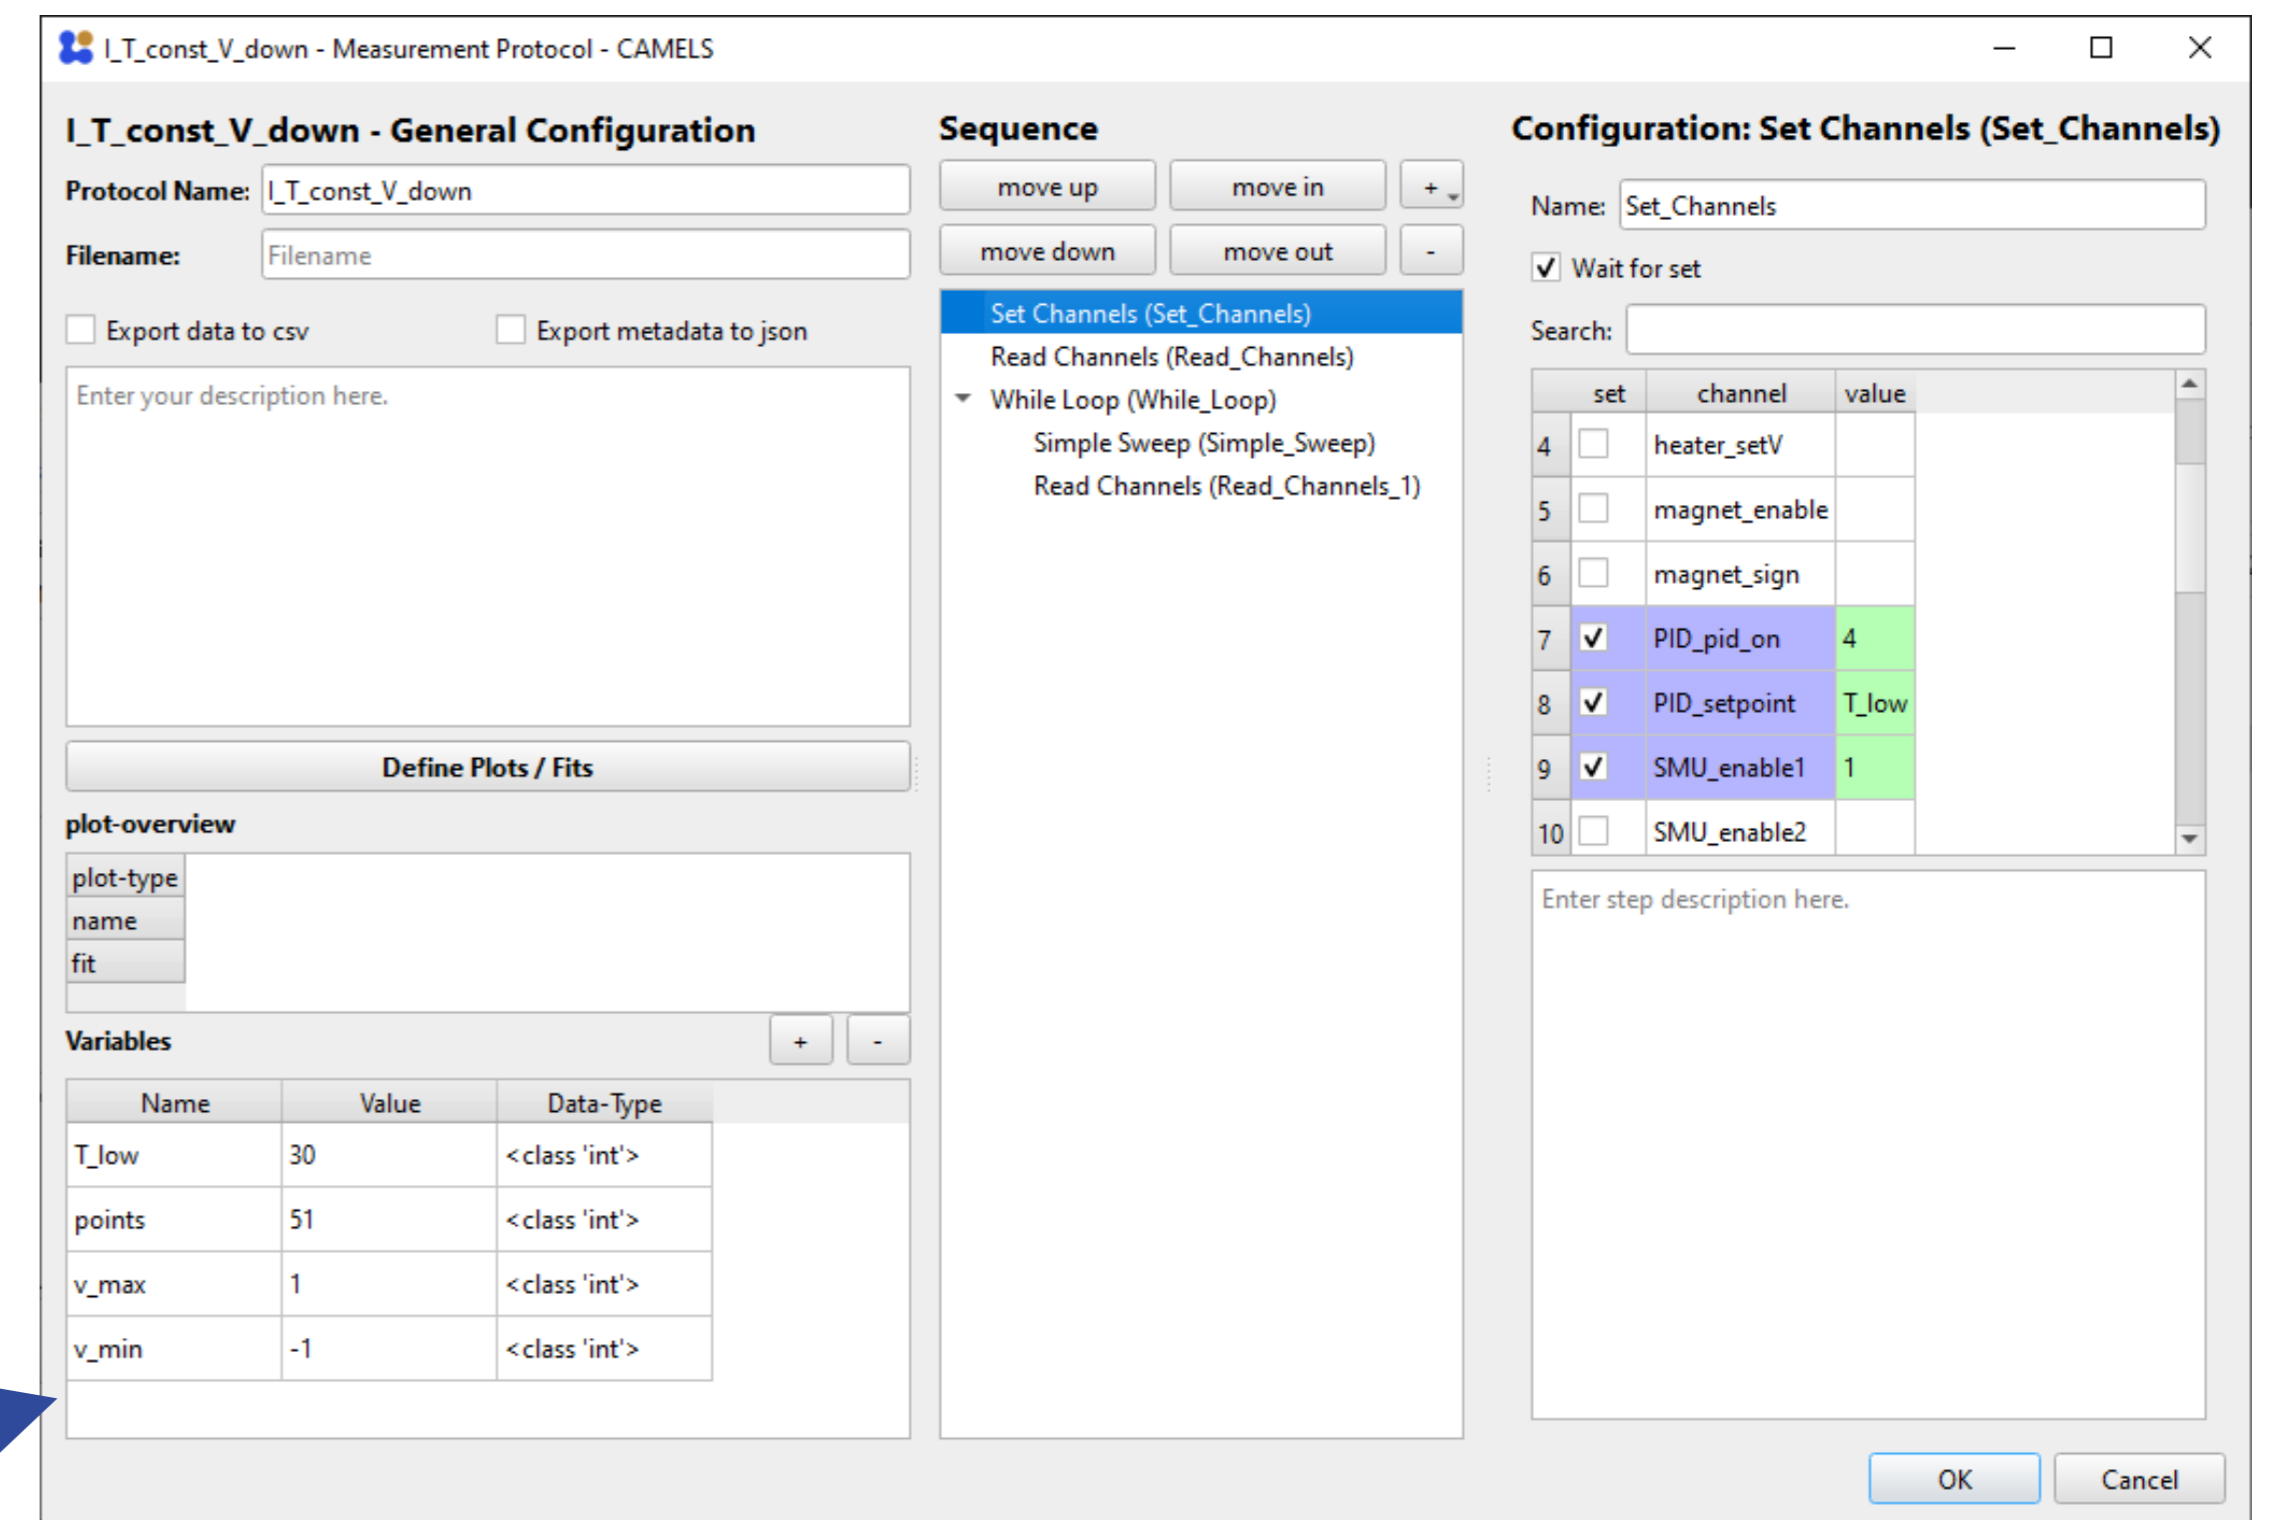 I_T_const_V_down - Measurement Protocol - CAMELS
I_T_const_V_down - General Configuration
Protocol Name: I_T_const_V_down
Filename: Filename
Export data to csv Export metadata to json
Enter your description here.
Define Plots / Fits
plot-overview
plot-type
name
fit
Variables + -
Name Value Data-Type
T_low 30 <class 'int'>
points 51 <class 'int'>
v_max 1 <class 'int'>
v_min -1 <class 'int'>
Sequence
move up move in +
move down move out -
Set Channels (Set_Channels)
Read Channels (Read_Channels)
While Loop (While_Loop)
Simple Sweep (Simple_Sweep)
Read Channels (Read_Channels_1)
Configuration: Set Channels (Set_Channels)
Name: Set_Channels
Wait for set
Search:
set channel value
4 heater_setV
5 magnet_enable
6 magnet_sign
7 PID_pid_on 4
8 PID_setpoint T_low
9 SMU_enable1 1
10 SMU_enable2
Enter step description here.
OK Cancel